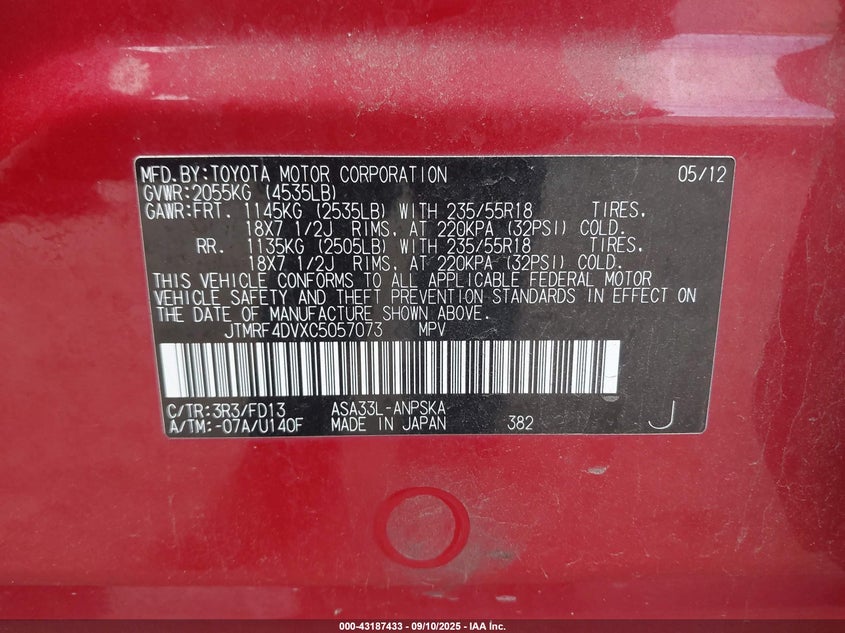 MFD.BY:TOYOTA MOTOR CORPORATION 05/12
GVWR:2055KG (4535LB)
GAWR:FRT. 1145KG (2535LB) WITH 235/55R18 TIRES,
18X7 1/2J RIMS, AT 220KPA (32PSI) COLD.
RR. 1135KG (2505LB) WITH 235/55R18 TIRES,
18X7 1/2J RIMS, AT 220KPA (32PSI) COLD.
THIS VEHICLE CONFORMS TO ALL APPLICABLE FEDERAL MOTOR
VEHICLE SAFETY AND THEFT PREVENTION STANDARDS IN EFFECT ON
THE DATE OF MANUFACTURE SHOWN ABOVE.
JTMRF4DVXC5057073 MPV
C/TR:3R3/FD13 ASA33L-ANPSKA
A/TM:-07A/U140F MADE IN JAPAN 382 J
000-43187433 - 09/10/2025 - IAA Inc.